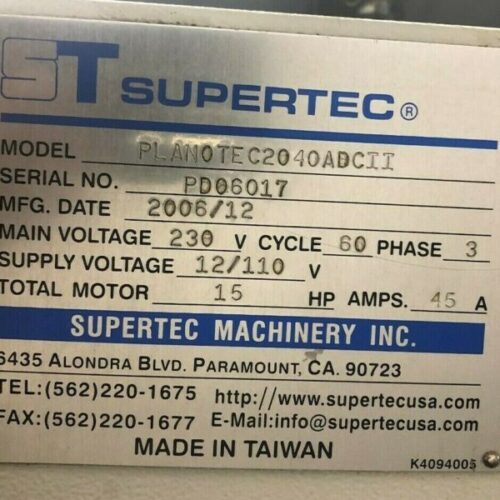 ST SUPERTEC®
MODEL PLANOTEC2040ADCII
SERIAL NO. PD06017
MFG. DATE 2006/12
MAIN VOLTAGE 230 V CYCLE 60 PHASE 3
SUPPLY VOLTAGE 12/110 V
TOTAL MOTOR 15 HP AMPS. 45 A
SUPERTEC MACHINERY INC.
6435 ALONDRA BLVD. PARAMOUNT, CA. 90723
TEL:(562)220-1675 http://www.supertecusa.com
FAX:(562)220-1677 E-Mail:info@supertecusa.com
MADE IN TAIWAN
K4094005